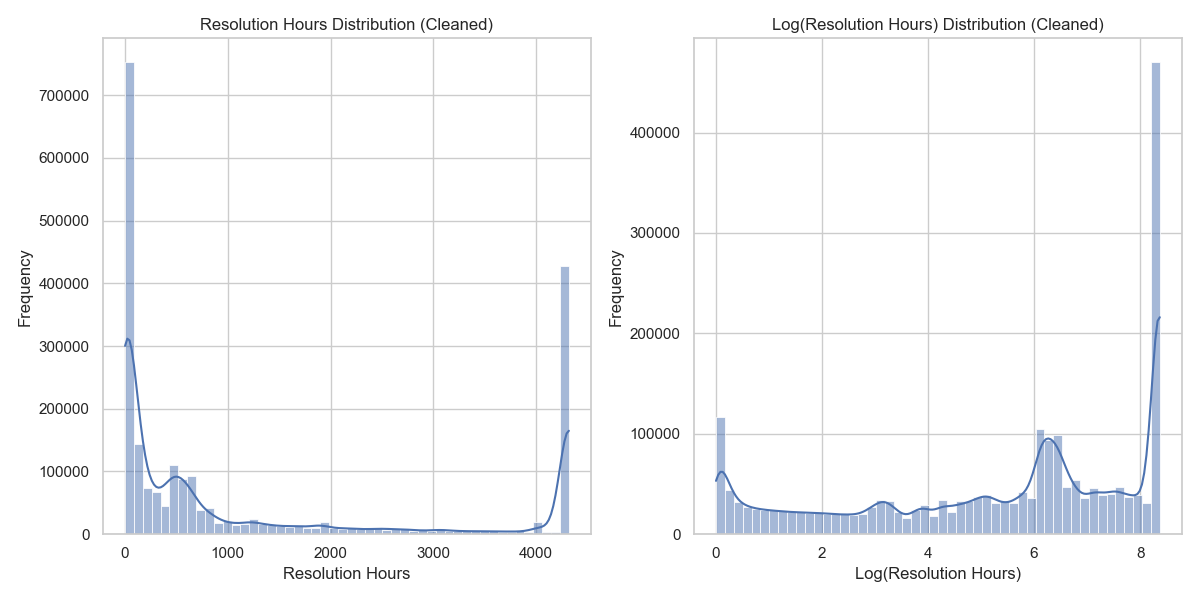 Resolution Hours Distribution (Cleaned)
Frequency
700000
600000
500000
400000
300000
200000
100000
0
0 1000 2000 3000 4000
Resolution Hours
Log(Resolution Hours) Distribution (Cleaned)
Frequency
400000
300000
200000
100000
0
0 2 4 6 8
Log(Resolution Hours)